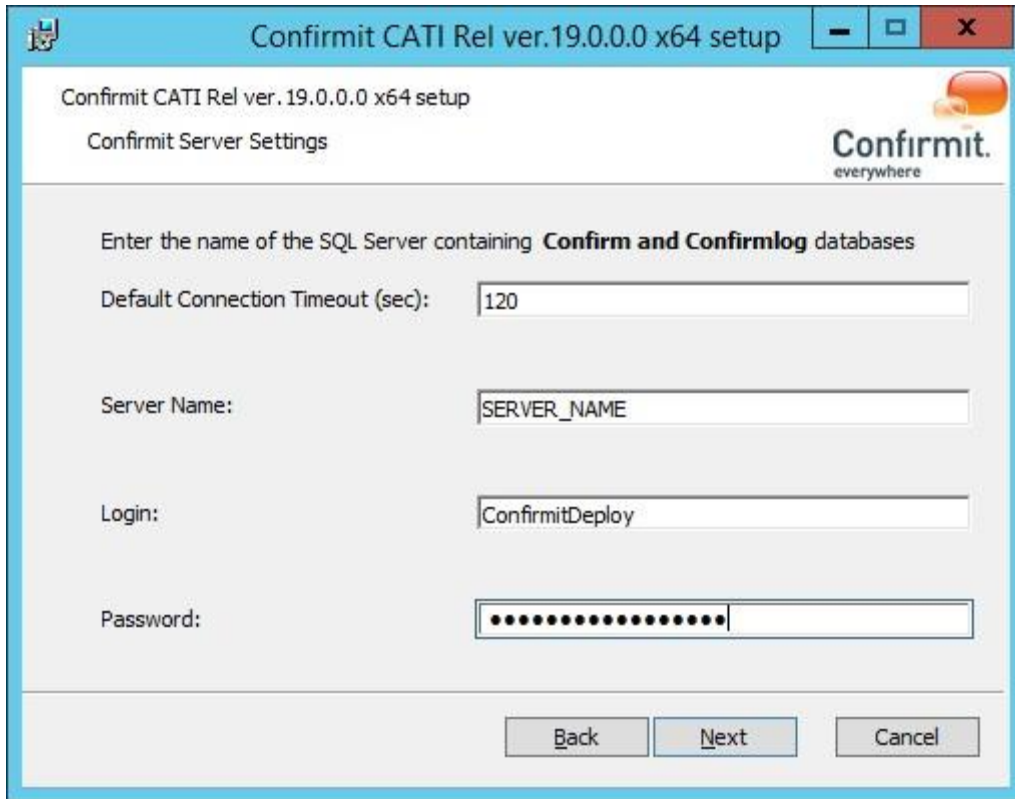 Confirmit CATI Rel ver.19.0.0.0 x64 setup
Confirmit CATI Rel ver. 19.0.0.0 x64 setup
Confirmit Server Settings
Confirmit.
everywhere
Enter the name of the SQL Server containing Confirm and Confirmlog databases
Default Connection Timeout (sec): 120
Server Name: SERVER_NAME
Login: ConfirmitDeploy
Password: •••••••••••••••••
Back Next Cancel